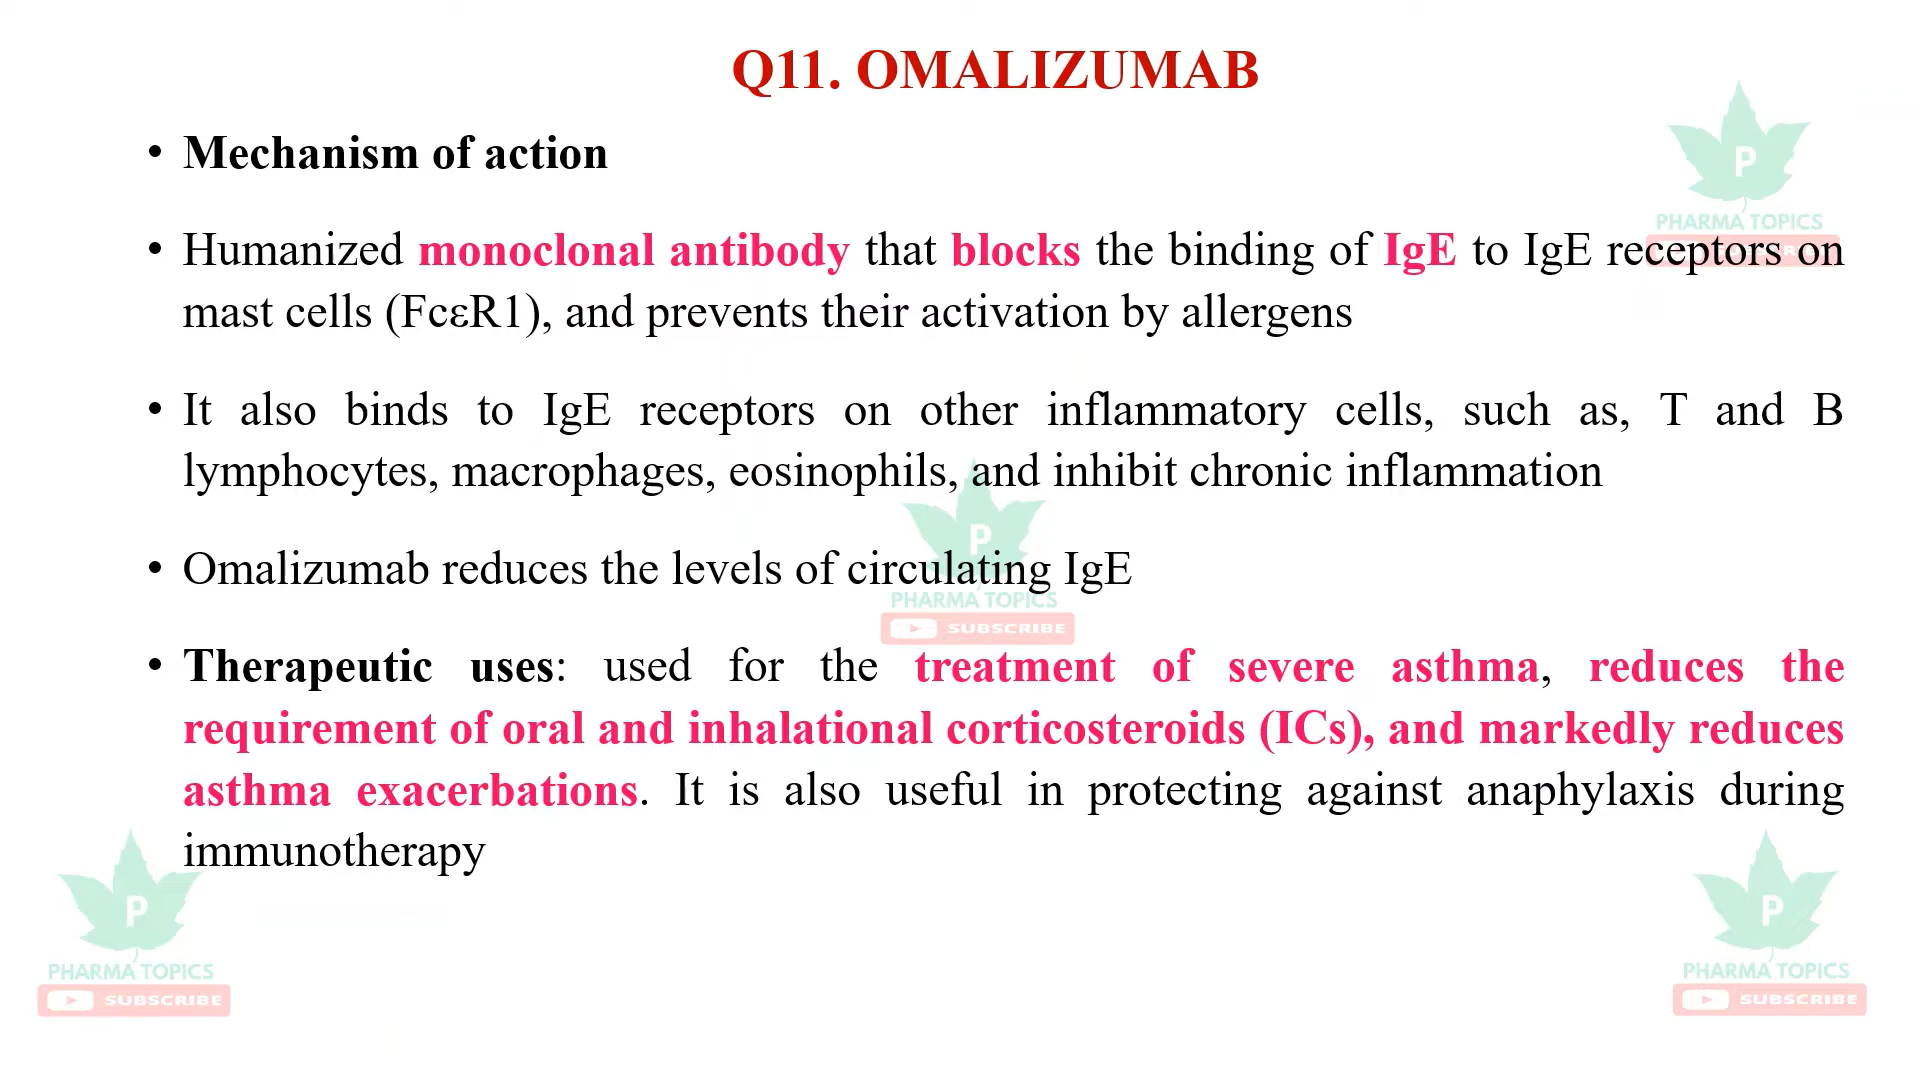 Q11. OMALIZUMAB
• Mechanism of action
P
PHARMA TOPICS
• Humanized monoclonal antibody that blocks the binding of IgE to IgE receptors on
mast cells (FcεR1), and prevents their activation by allergens
• It also binds to IgE receptors on other inflammatory cells, such as, T and B
lymphocytes, macrophages, eosinophils, and inhibit chronic inflammation
P
• Omalizumab reduces the levels of circulating IgE
PHARMA TOPICS
SUBSCRIBE
• Therapeutic uses: used for the treatment of severe asthma, reduces the
requirement of oral and inhalational corticosteroids (ICs), and markedly reduces
asthma exacerbations. It is also useful in protecting against anaphylaxis during
immunotherapy
P
PHARMA TOPICS
SUBSCRIBE
P
PHARMA TOPICS
SUBSCRIBE